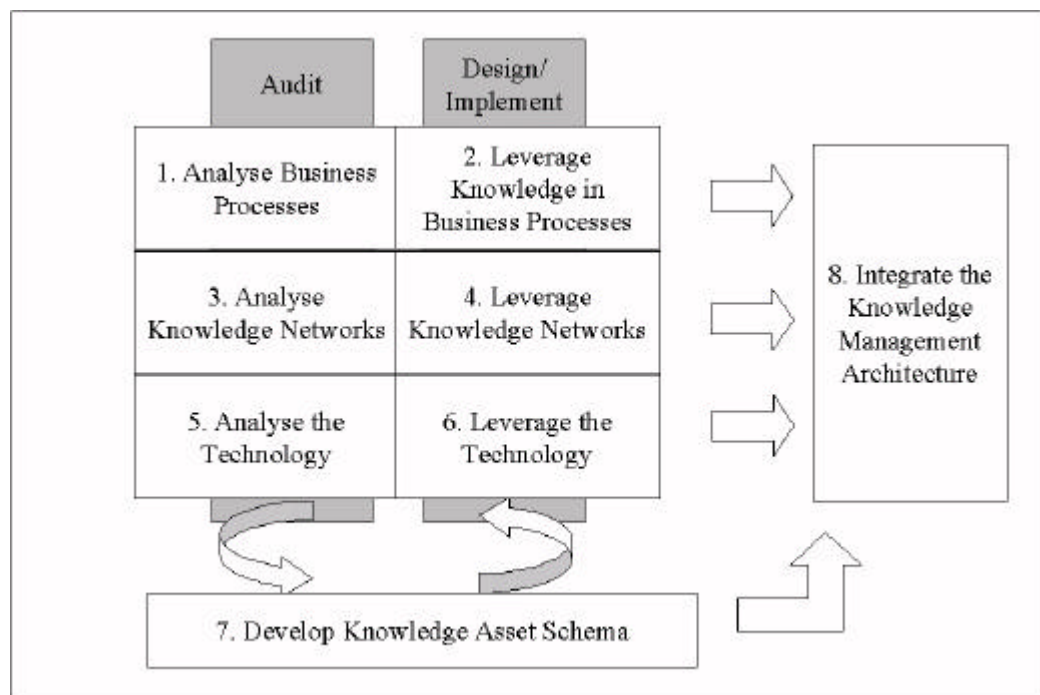 Audit
Design/
Implement
1. Analyse Business
Processes
2. Leverage
Knowledge in
Business Processes
3. Analyse
Knowledge Networks
4. Leverage
Knowledge Networks
5. Analyse the
Technology
6. Leverage the
Technology
8. Integrate the
Knowledge
Management
Architecture
7. Develop Knowledge Asset Schema